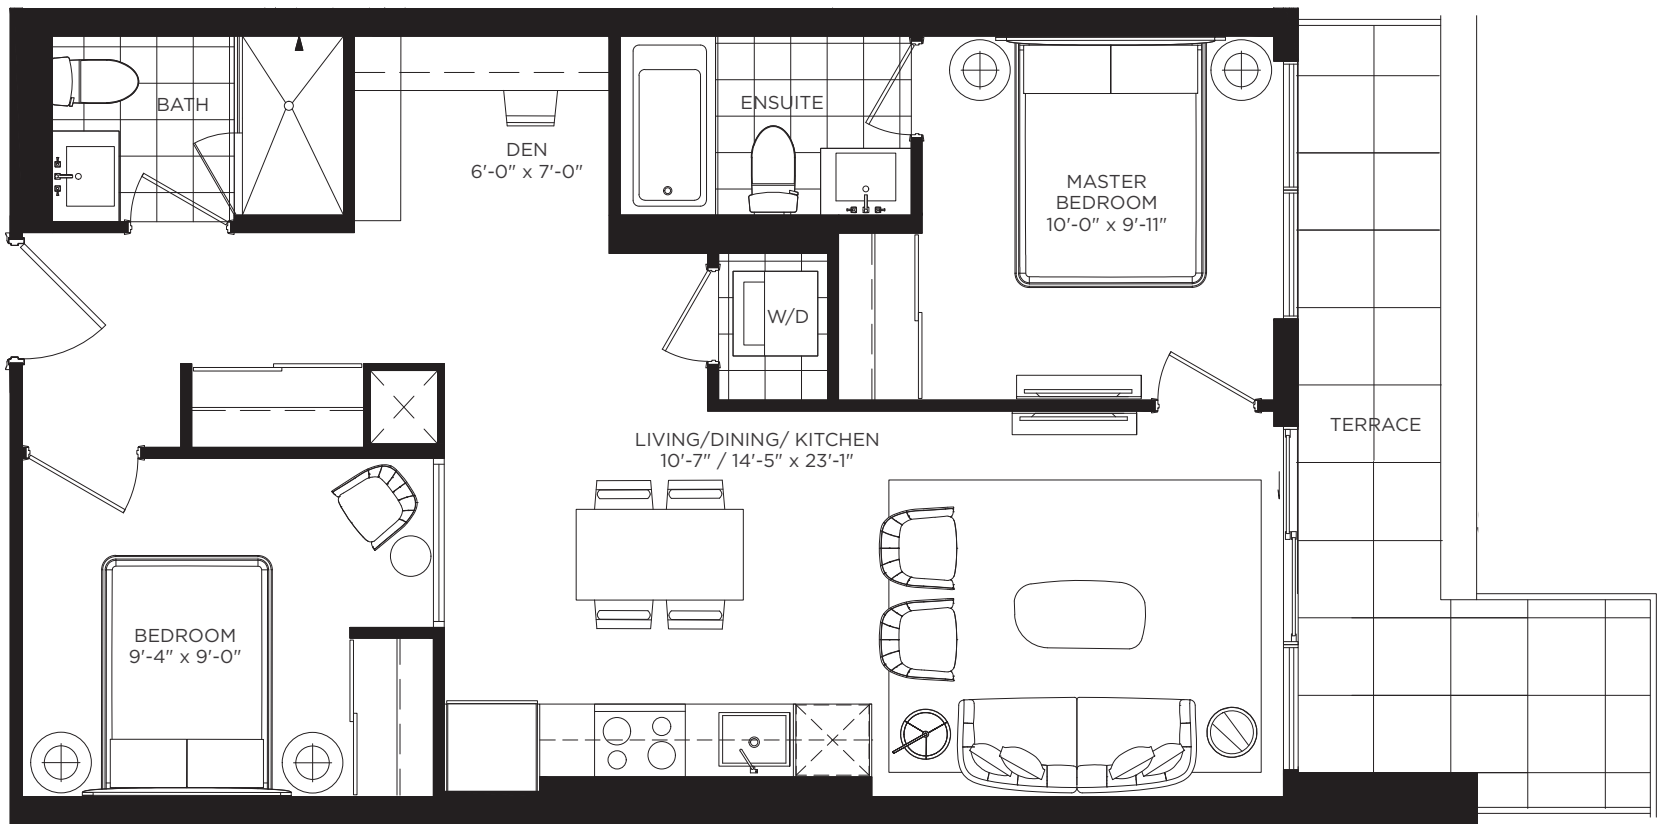 BATH
ENSUITE
DEN
6'-0" x 7'-0"
MASTER
BEDROOM
10'-0" x 9'-11"
W/D
LIVING/DINING/ KITCHEN
10'-7" / 14'-5" x 23'-1"
TERRACE
BEDROOM
9'-4" x 9'-0"